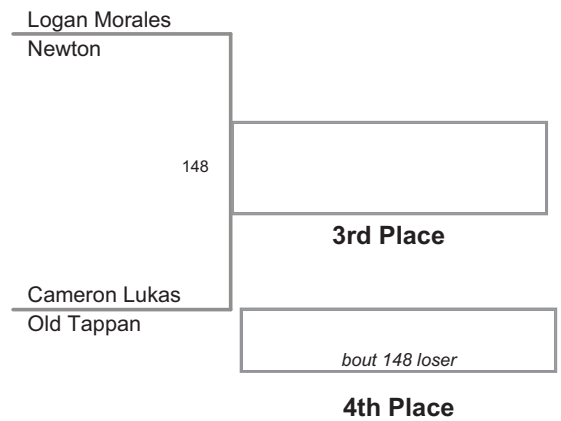 Logan Morales
Newton
148
3rd Place
Cameron Lukas
Old Tappan
bout 148 loser
4th Place